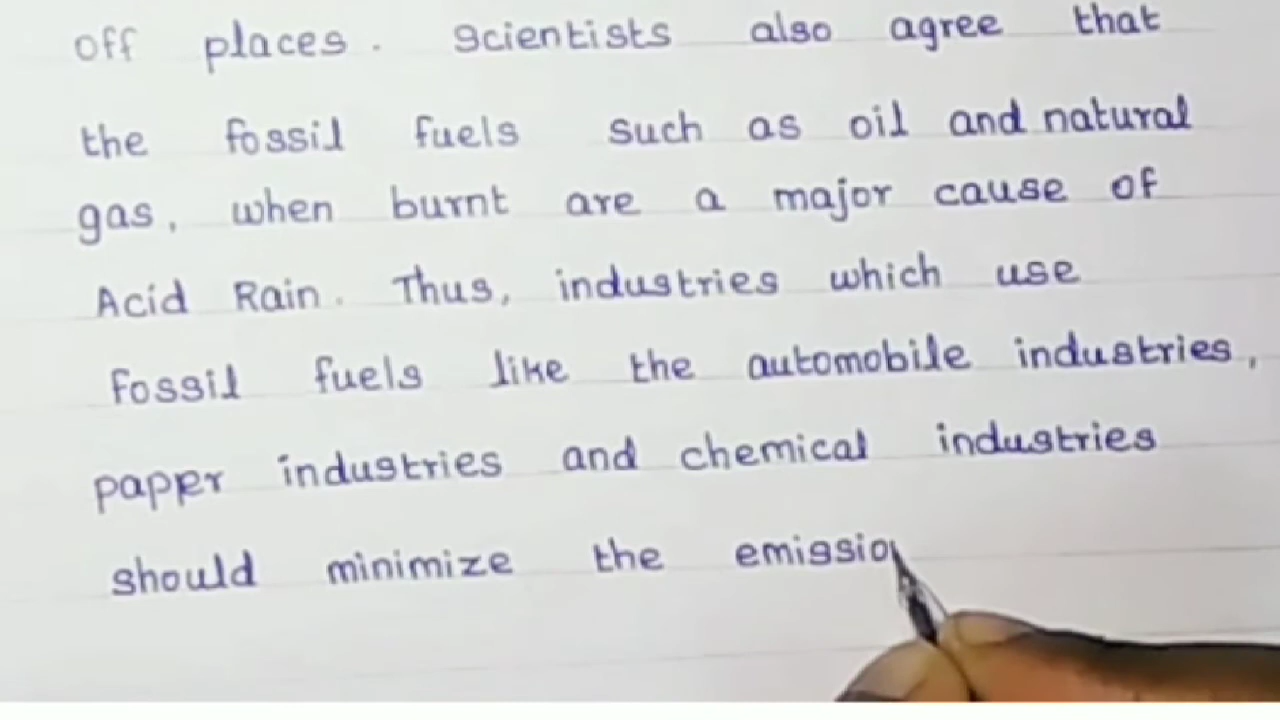 off places. scientists also agree that
the fossil fuels such as oil and natural
gas, when burnt are a major cause of
Acid Rain. Thus, industries which use
fossil fuels like the automobile industries,
paper industries and chemical industries
should minimize the emissio